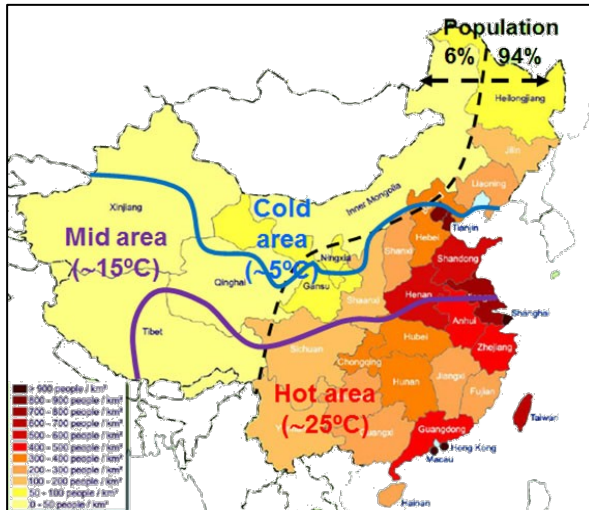 Population
6% 94%
Heilongjiang
Jilin
Liaoning
Inner Mongolia
Xinjiang
Cold
area
(~5ºC)
Mid area
(~15ºC)
Tianjin
Hebei
Ningxia
Shanxi
Shandong
Qinghai
Gansu
Shaanxi
Henan
Tibet
Shanghai
Anhui
Sichuan
Hubei
Zhejiang
Chongqing
Hunan
Jiangxi
Hot area
(~25ºC)
Fujian
Taiwan
Guangxi
Guangdong
Hong Kong
Macau
Hainan
> 900 people / km²
800 - 900 people / km²
700 - 800 people / km²
600 - 700 people / km²
500 - 600 people / km²
400 - 500 people / km²
300 - 400 people / km²
200 - 300 people / km²
100 - 200 people / km²
50 - 100 people / km²
0 - 50 people / km²